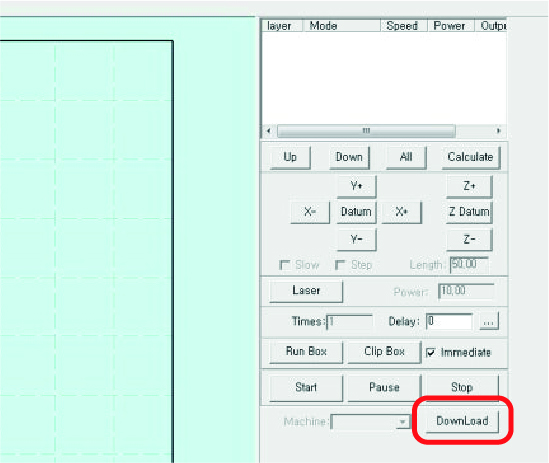 layer Mode Speed Power Outpu
Up Down All Calculate
Y+ Z+
X- Datum X+ Z Datum
Y- Z-
Slow Step Length: 50,00
Laser Power: 10,00
Times: 1 Delay: 0 ...
Run Box Clip Box Immediate
Start Pause Stop
Machine: DownLoad